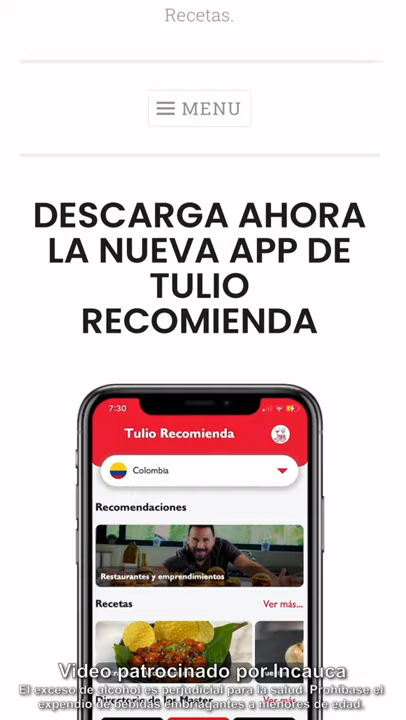 Recetas.
MENU
DESCARGA AHORA
LA NUEVA APP DE
TULIO
RECOMIENDA
7:30
Tulio Recomienda
Colombia
Recomendaciones
Restaurantes y emprendimientos
Recetas
Ver más...
Video patrocinado por Incauca
El exceso de alcohol es perjudicial para la salud. Prohíbase el
expendio de bebidas embriagantes a menores de edad.